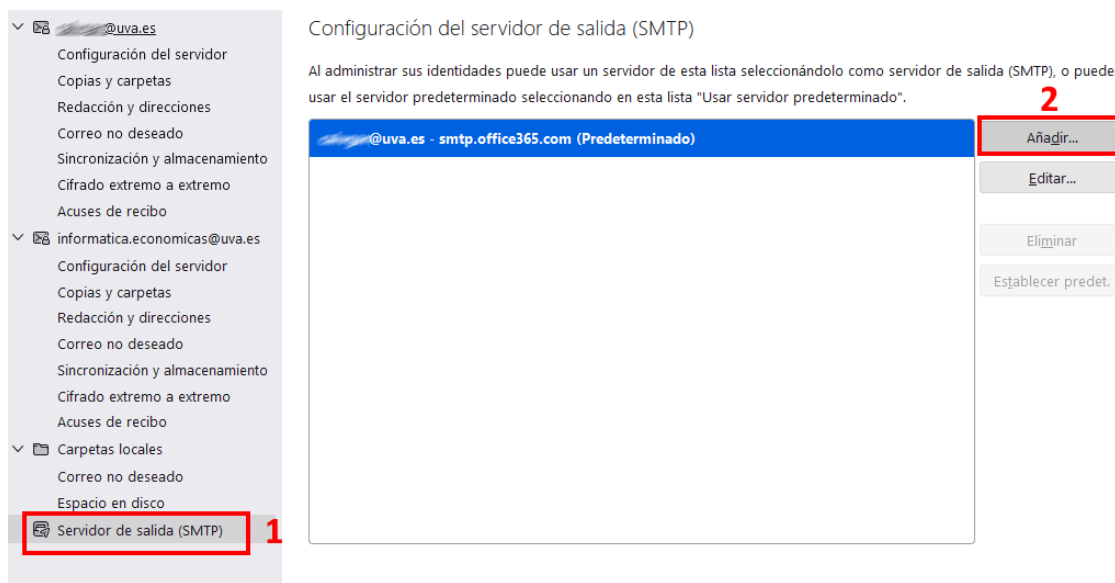 @uva.es
Configuración del servidor
Copias y carpetas
Redacción y direcciones
Correo no deseado
Sincronización y almacenamiento
Cifrado extremo a extremo
Acuses de recibo
informatica.economicas@uva.es
Configuración del servidor
Copias y carpetas
Redacción y direcciones
Correo no deseado
Sincronización y almacenamiento
Cifrado extremo a extremo
Acuses de recibo
Carpetas locales
Correo no deseado
Espacio en disco
Servidor de salida (SMTP) 1
Configuración del servidor de salida (SMTP)
Al administrar sus identidades puede usar un servidor de esta lista seleccionándolo como servidor de salida (SMTP), o puede
usar el servidor predeterminado seleccionando en esta lista "Usar servidor predeterminado".
2
@uva.es - smtp.office365.com (Predeterminado)
Añadir...
Editar...
Eliminar
Establecer predet.